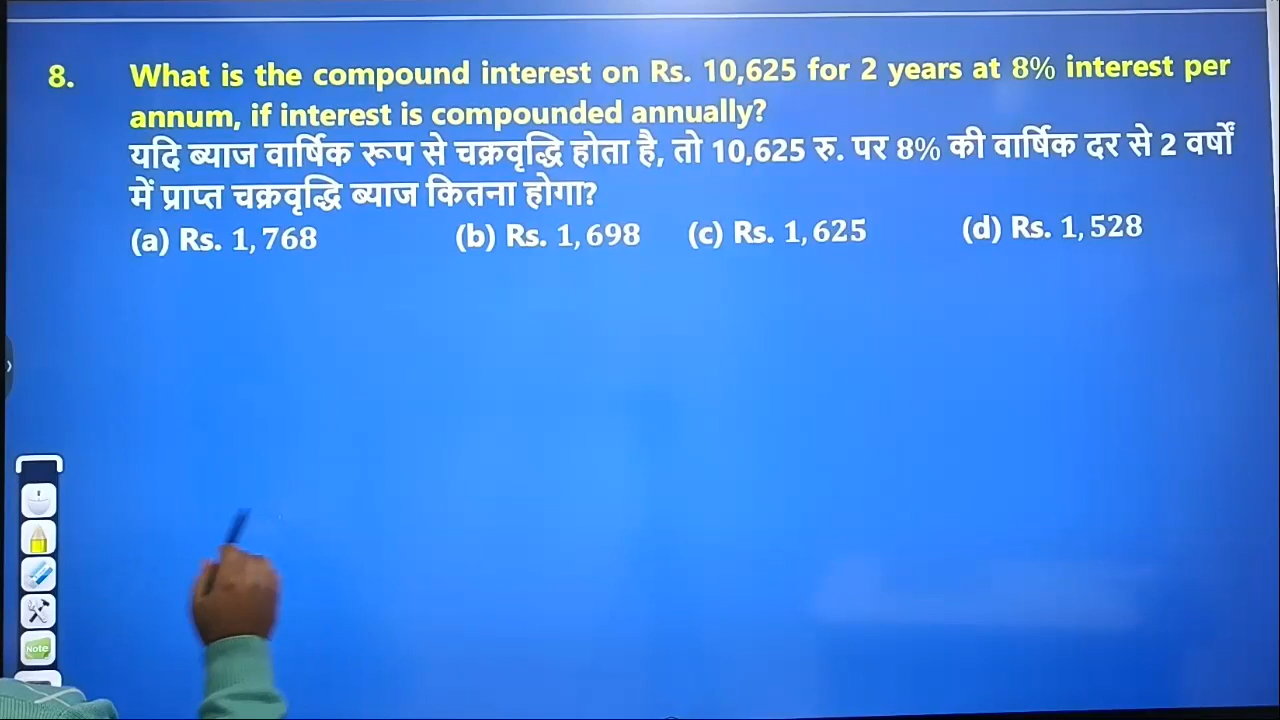 8. What is the compound interest on Rs. 10,625 for 2 years at 8% interest per
annum, if interest is compounded annually?
यदि ब्याज वार्षिक रूप से चक्रवृद्धि होता है, तो 10,625 रु. पर 8% की वार्षिक दर से 2 वर्षों
में प्राप्त चक्रवृद्धि ब्याज कितना होगा?
(a) Rs. 1,768 (b) Rs. 1,698 (c) Rs. 1,625 (d) Rs. 1,528
Note